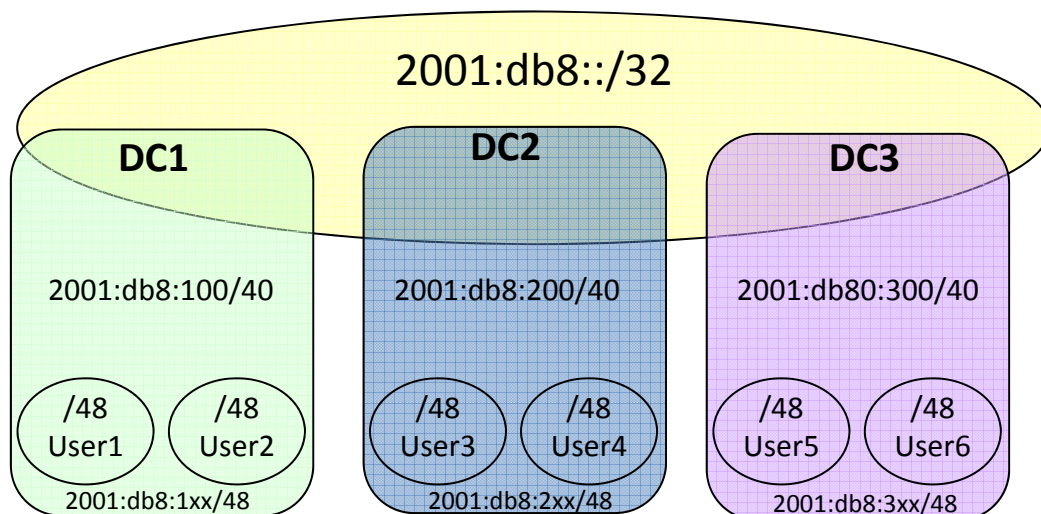 2001:db8::/32
DC1
DC2
DC3
2001:db8:100/40
2001:db8:200/40
2001:db80:300/40
/48
User1
/48
User2
/48
User3
/48
User4
/48
User5
/48
User6
2001:db8:1xx/48
2001:db8:2xx/48
2001:db8:3xx/48